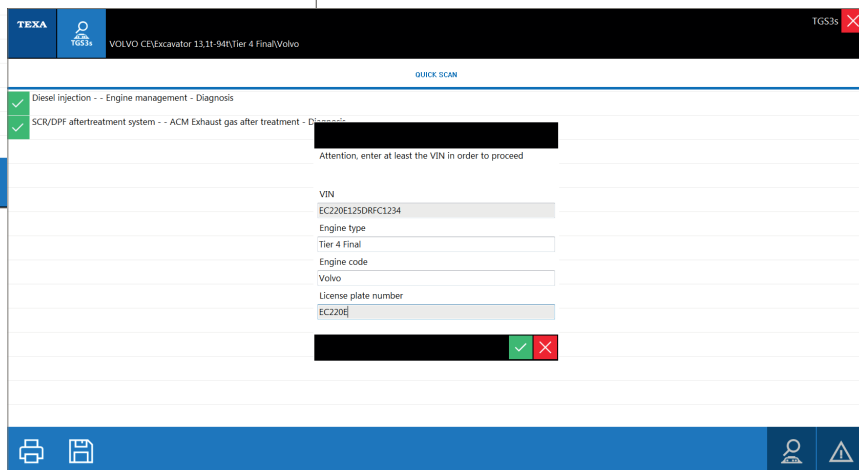 TEXA
TGS3s
TGS3s
VOLVO CE\Excavator 13,1t-94t\Tier 4 Final\Volvo
QUICK SCAN
Diesel injection - - Engine management - Diagnosis
SCR/DPF aftertreatment system - - ACM Exhaust gas after treatment - Diagnosis
Attention, enter at least the VIN in order to proceed
VIN
EC220E125DRFC1234
Engine type
Tier 4 Final
Engine code
Volvo
License plate number
EC220E